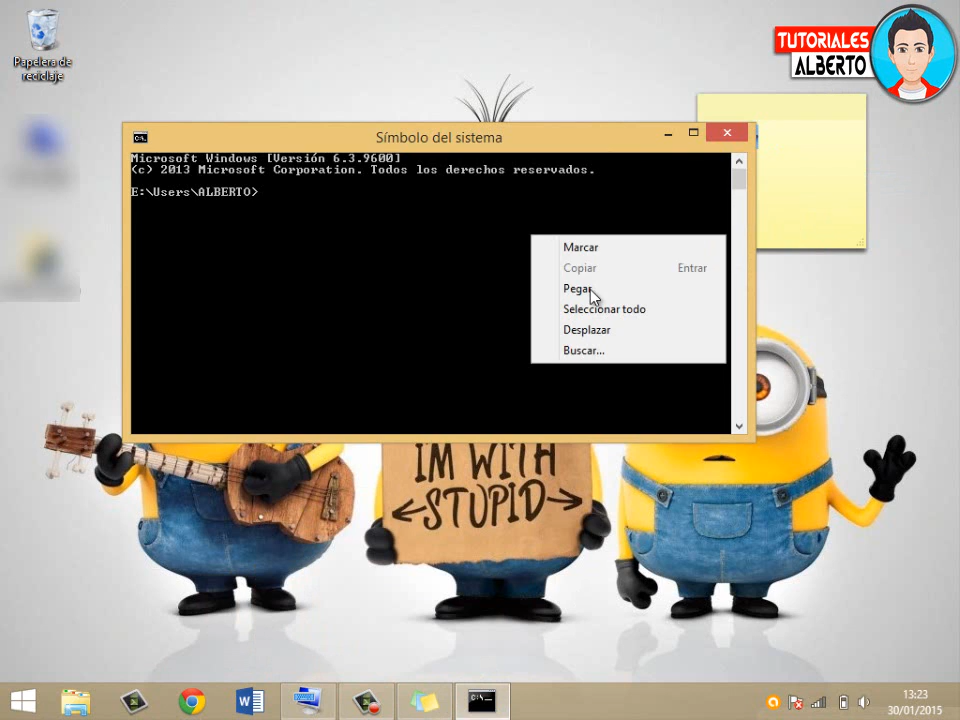 Papelera de
reciclaje
TUTORIALES
ALBERTO
Símbolo del sistema
Microsoft Windows [Versión 6.3.9600]
(c) 2013 Microsoft Corporation. Todos los derechos reservados.
E:\Users\ALBERTO>
Marcar
Copiar Entrar
Pegar
Seleccionar todo
Desplazar
Buscar...
IM WITH
STUPID
13:23
30/01/2015